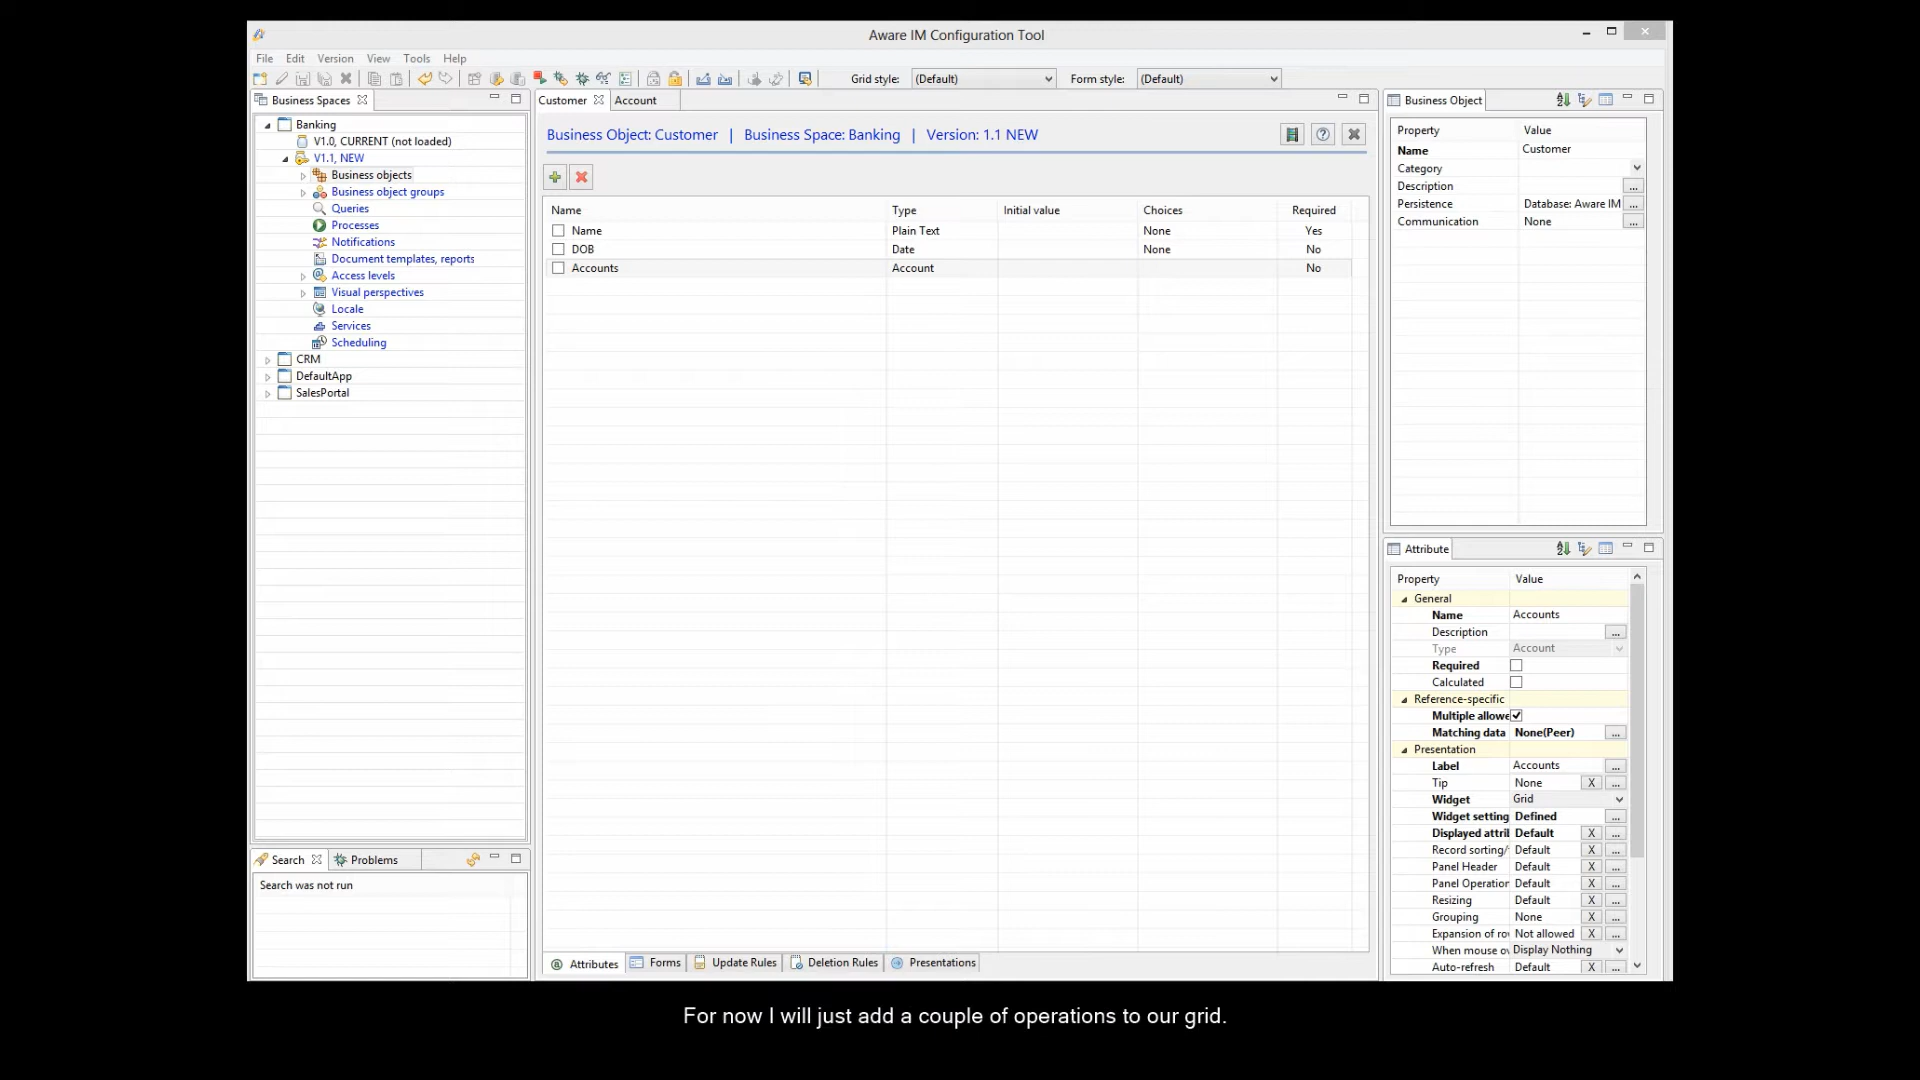 Aware IM Configuration Tool
File Edit Version View Tools Help
Grid style: (Default) Form style: (Default)
Business Spaces
Banking
V1.0, CURRENT (not loaded)
V1.1, NEW
Business objects
Business object groups
Queries
Processes
Notifications
Document templates, reports
Access levels
Visual perspectives
Locale
Services
Scheduling
CRM
DefaultApp
SalesPortal
Search Problems
Search was not run
Customer Account
Business Object: Customer | Business Space: Banking | Version: 1.1 NEW
Name Type Initial value Choices Required
Name Plain Text None Yes
DOB Date None No
Accounts Account No
Attributes Forms Update Rules Deletion Rules Presentations
Business Object
Property Value
Name Customer
Category
Description ...
Persistence Database: Aware IM ...
Communication None ...
Attribute
Property Value
General
Name Accounts
Description ...
Type Account
Required
Calculated
Reference-specific
Multiple allowe
Matching data None(Peer) ...
Presentation
Label Accounts ...
Tip None X ...
Widget Grid
Widget setting Defined ...
Displayed attri Default X ...
Record sorting/ Default X ...
Panel Header Default X ...
Panel Operation Default X ...
Resizing Default X ...
Grouping None X ...
Expansion of ro Not allowed X ...
When mouse ov Display Nothing
Auto-refresh Default X ...
For now I will just add a couple of operations to our grid.